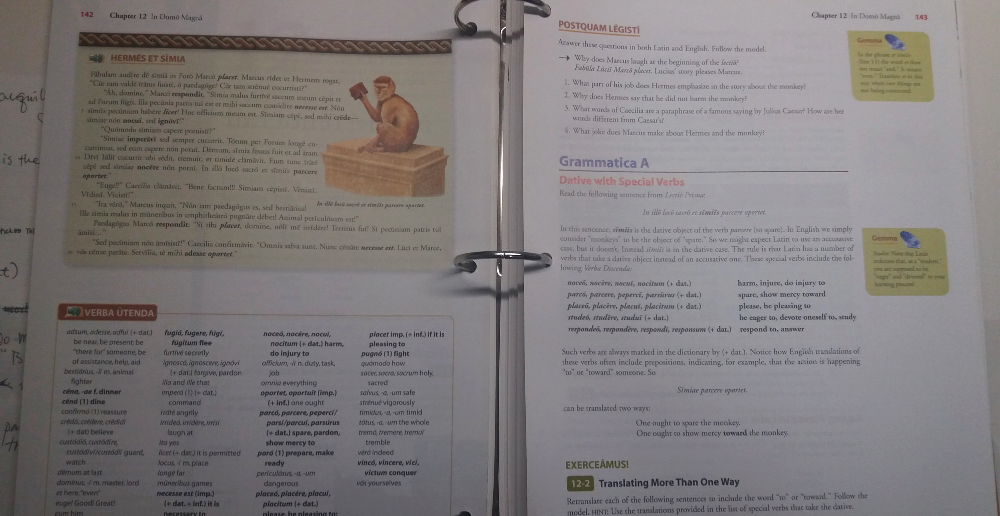 142 Chapter 12 In Domō Magnā
HERMĒS ET SĪMIA
Fābulam audīre dē sīmiā in Forō Marcō placet. Marcus rīdet et Hermem rogat,
“Cūr tam valdē īrātus fuistī, ō paedagōge? Cūr tam strēnuē cucurristī?”
“Āh, domine,” Marcō respondit, “Sīmia malus furtīvē saccum meum cēpit et
ad Forum fūgit. Illa pecūnia patris tuī est et mihi saccum custōdīre necesse est. Nōn
5 sīmiīs pecūniam habēre licet! Hoc officium meum est. Sīmiam cēpī, sed mihi crēde—
sīmiae nōn nocuī, sed ignōvī!”
“Quōmodo sīmiam capere potuistī?”
“Sīmiae imperāvī sed semper cucurrit. Tōtum per Forum longē cu-
currimus, sed eum capere nōn potuī. Dēmum, sīmia fessus fuit et ad āram
10 Dīvī Iūliī cucurrit ubi sēdit, tremuit, et timidē clāmāvit. Eum tunc īrātē
cēpī sed sīmiae nocēre nōn potuī. In illō locō sacrō et sīmiīs parcere
oportet.”
“Euge!!” Caecilia clāmāvit, “Bene factum!!! Sīmiam cēpistī. Vēnistī.
Vīdistī. Vīcistī!”
15 “Ita vērō,” Marcus inquit, “Nōn iam paedagōgus es, sed bestiārius!
Ille sīmia malus in mūneribus in amphitheātrō pugnāre dēbet! Animal perīculōsum est!”
Paedagōgus Marcō respondit: “Sī tibi placet, domine, nōlī mē irrīdēre! Territus fuī! Sī pecūniam patris tuī
āmīsī…”
“Sed pecūniam nōn āmīsistī!” Caecilia confirmāvit. “Omnia salva sunt. Nunc cēnāre necesse est. Lūcī et Marce,
20 vōs cēnae parāte. Servīlia, tē mihi adesse oportet.”
In illō locō sacrō et sīmiīs parcere oportet.
VERBA ŪTENDA
adsum, adesse, adfuī (+ dat.)
be near, be present; be
“there for” someone, be
of assistance, help, aid
bestiārius, -iī m. animal
fighter
cēna, -ae f. dinner
cēnō (1) dine
confirmō (1) reassure
crēdō, crēdere, crēdidī
(+ dat) believe
custōdiō, custōdīre,
custōdīvī/custōdiī guard,
watch
dēmum at last
dominus, -ī m. master, lord
et here, “even”
euge! Good! Great!
eum him
fugiō, fugere, fūgī,
fūgitum flee
furtīvē secretly
ignoscō, ignoscere, ignōvī
(+ dat.) forgive, pardon
illa and ille that
imperō (1) (+ dat.)
command
īrātē angrily
irrīdeō, irrīdēre, irrīsī
laugh at
ita yes
licet (+ dat.) it is permitted
locus, -ī m. place
longē far
mūneribus games
necesse est (imp.)
(+ dat. + inf.) it is
necessary to
noceō, nocēre, nocuī,
nocitum (+ dat.) harm,
do injury to
officium, -iī n. duty, task,
job
omnia everything
oportet, oportuit (imp.)
(+ inf.) one ought
parcō, parcere, pepercī/
parsī/parcuī, parsūrus
(+ dat.) spare, pardon,
show mercy to
parō (1) prepare, make
ready
perīculōsus, -a, -um
dangerous
placeō, placēre, placuī,
placitum (+ dat.)
please, be pleasing to;
placet imp. (+ inf.) if it is
pleasing to
pugnō (1) fight
quōmodo how
sacer, sacra, sacrum holy,
sacred
salvus, -a, -um safe
strēnuē vigorously
timidus, -a, -um timid
tōtus, -a, -um the whole
tremō, tremere, tremuī
tremble
vērō indeed
vincō, vincere, vīcī,
victum conquer
vōs yourselves
Chapter 12 In Domō Magnā 143
POSTQUAM LĒGISTĪ
Answer these questions in both Latin and English. Follow the model.
→ Why does Marcus laugh at the beginning of the lectiō?
Fabūla Lūciī Marcō placet. Lucius’ story pleases Marcus.
1. What part of his job does Hermes emphasize in the story about the monkey?
2. Why does Hermes say that he did not harm the monkey?
3. What words of Caecilia are a paraphrase of a famous saying by Julius Caesar? How are her
words different from Caesar’s?
4. What joke does Marcus make about Hermes and the monkey?
Gemma
In the phrase et sīmiīs
(line 11) the word et does
not mean “and.” It means
“even.” Translate et in this
way when two things are
not being connected.
Grammatica A
Dative with Special Verbs
Read the following sentence from Lectiō Prīma:
In illō locō sacrō et sīmiīs parcere oportet.
In this sentence, sīmiīs is the dative object of the verb parcere (to spare). In English we simply
consider “monkeys” to be the object of “spare.” So we might expect Latin to use an accusative
case, but it doesn’t. Instead sīmiīs is in the dative case. The rule is that Latin has a number of
verbs that take a dative object instead of an accusative one. These special verbs include the fol-
lowing Verba Discenda:
noceō, nocēre, nocuī, nocitum (+ dat.) harm, injure, do injury to
parcō, parcere, pepercī, parsūrus (+ dat.) spare, show mercy toward
placeō, placēre, placuī, placitum (+ dat.) please, be pleasing to
studeō, studēre, studuī (+ dat.) be eager to, devote oneself to, study
respondeō, respondēre, respondī, responsum (+ dat.) respond to, answer
Gemma
Studēre: Note that Latin
indicates that, as a “student,”
you are supposed to be
“eager” and “devoted” to your
learning process!
Such verbs are always marked in the dictionary by (+ dat.). Notice how English translations of
these verbs often include prepositions, indicating, for example, that the action is happening
“to” or “toward” someone. So
Sīmiae parcere oportet.
can be translated two ways:
One ought to spare the monkey.
One ought to show mercy toward the monkey.
EXERCEĀMUS!
12-2 Translating More Than One Way
Retranslate each of the following sentences to include the word “to” or “toward.” Follow the
model. HINT: Use the translations provided in the list of special verbs that take the dative.
is the